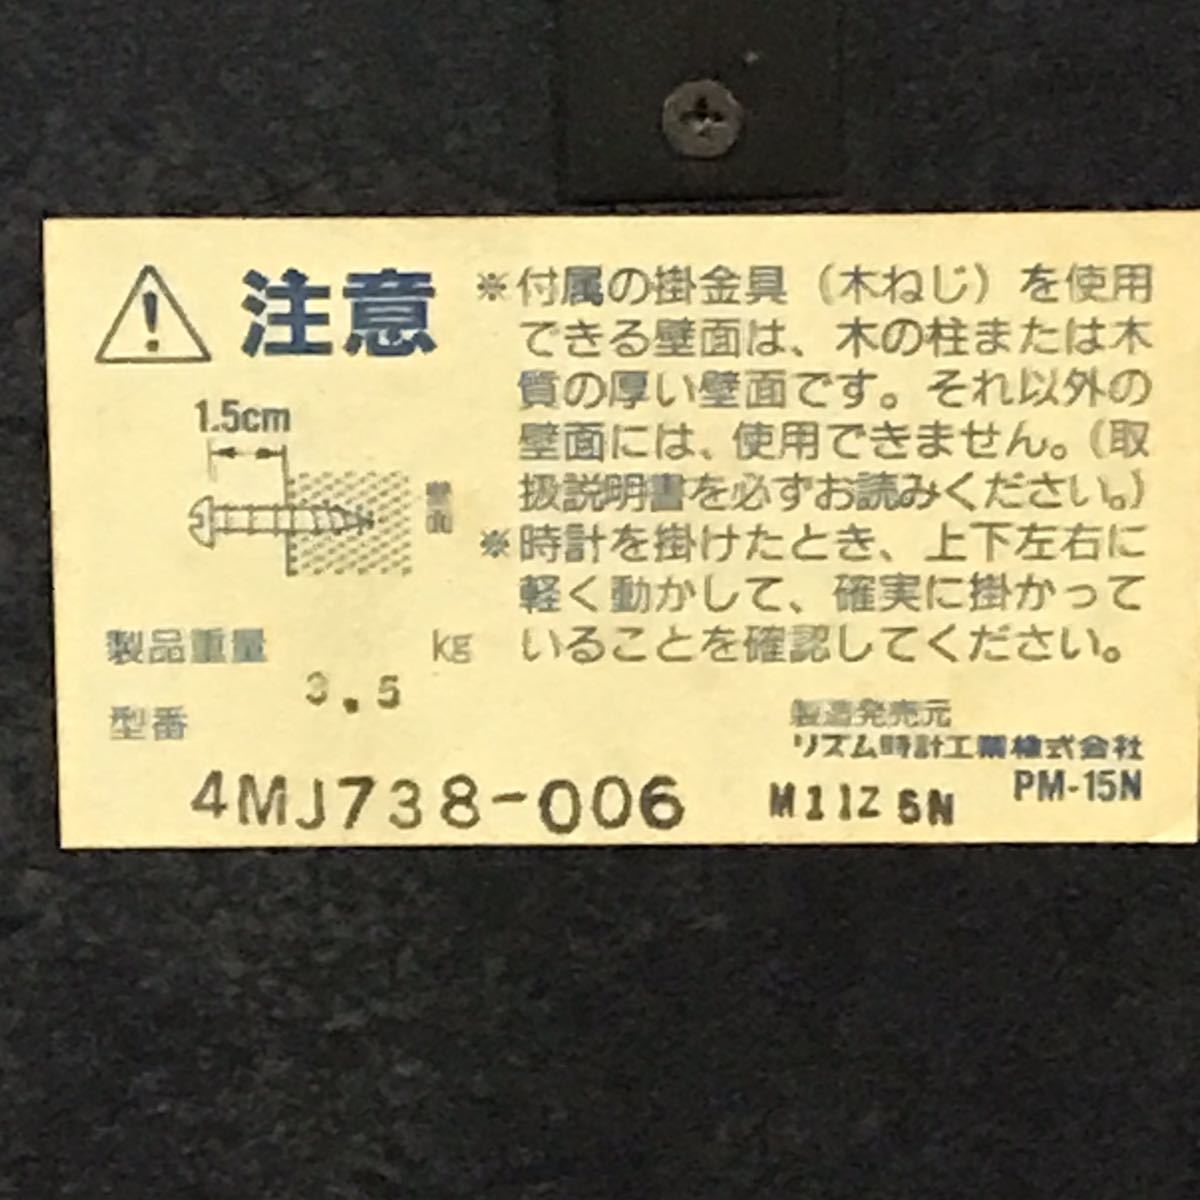 注意
1.5cm
壁面
製品重量 kg
3.5
型番
4MJ738-006
※付属の掛金具(木ねじ)を使用
できる壁面は、木の柱または木
質の厚い壁面です。それ以外の
壁面には、使用できません。(取
扱説明書を必ずお読みください。)
※時計を掛けたとき、上下左右に
軽く動かして、確実に掛かって
いることを確認してください。
製造発売元
リズム時計工業株式会社
M112 6N PM-15N